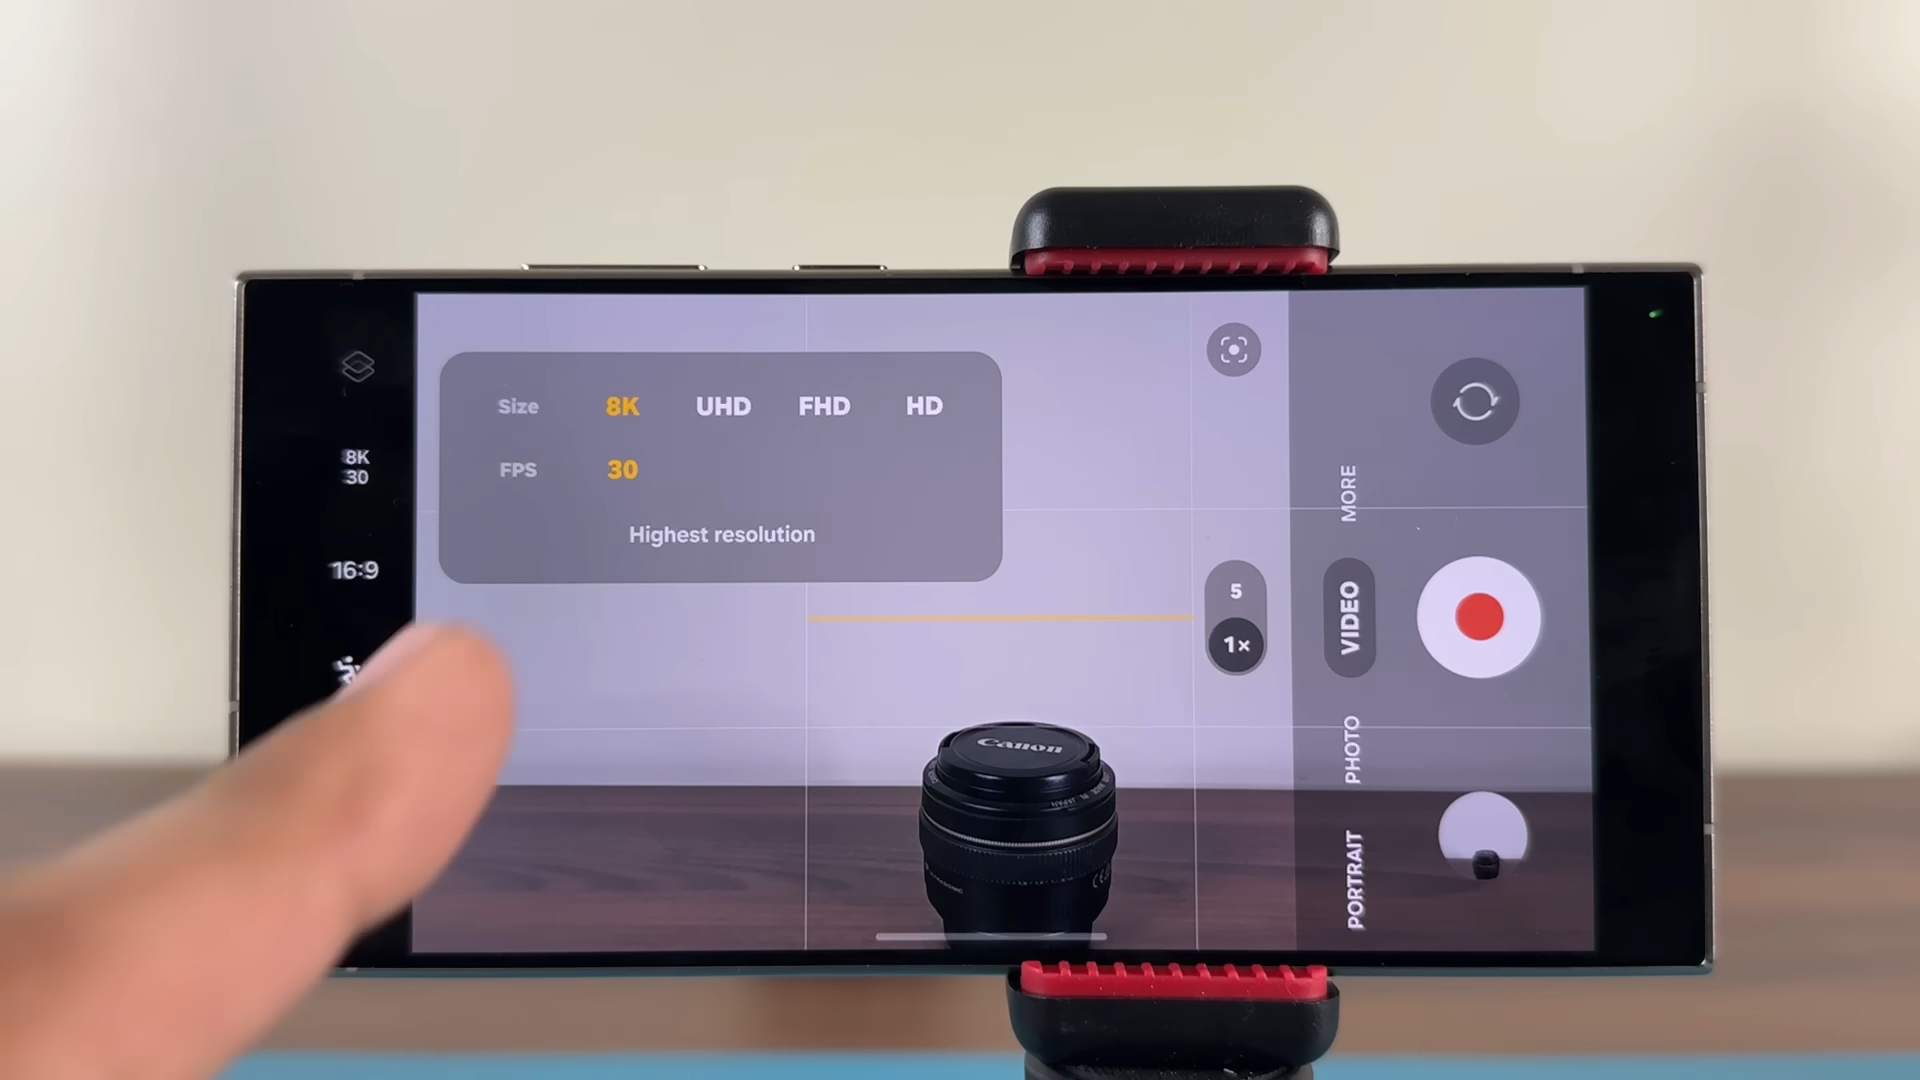 Size 8K UHD FHD HD
FPS 30
Highest resolution
8K
30
16:9
5
1×
MORE
VIDEO
PHOTO
PORTRAIT
Canon